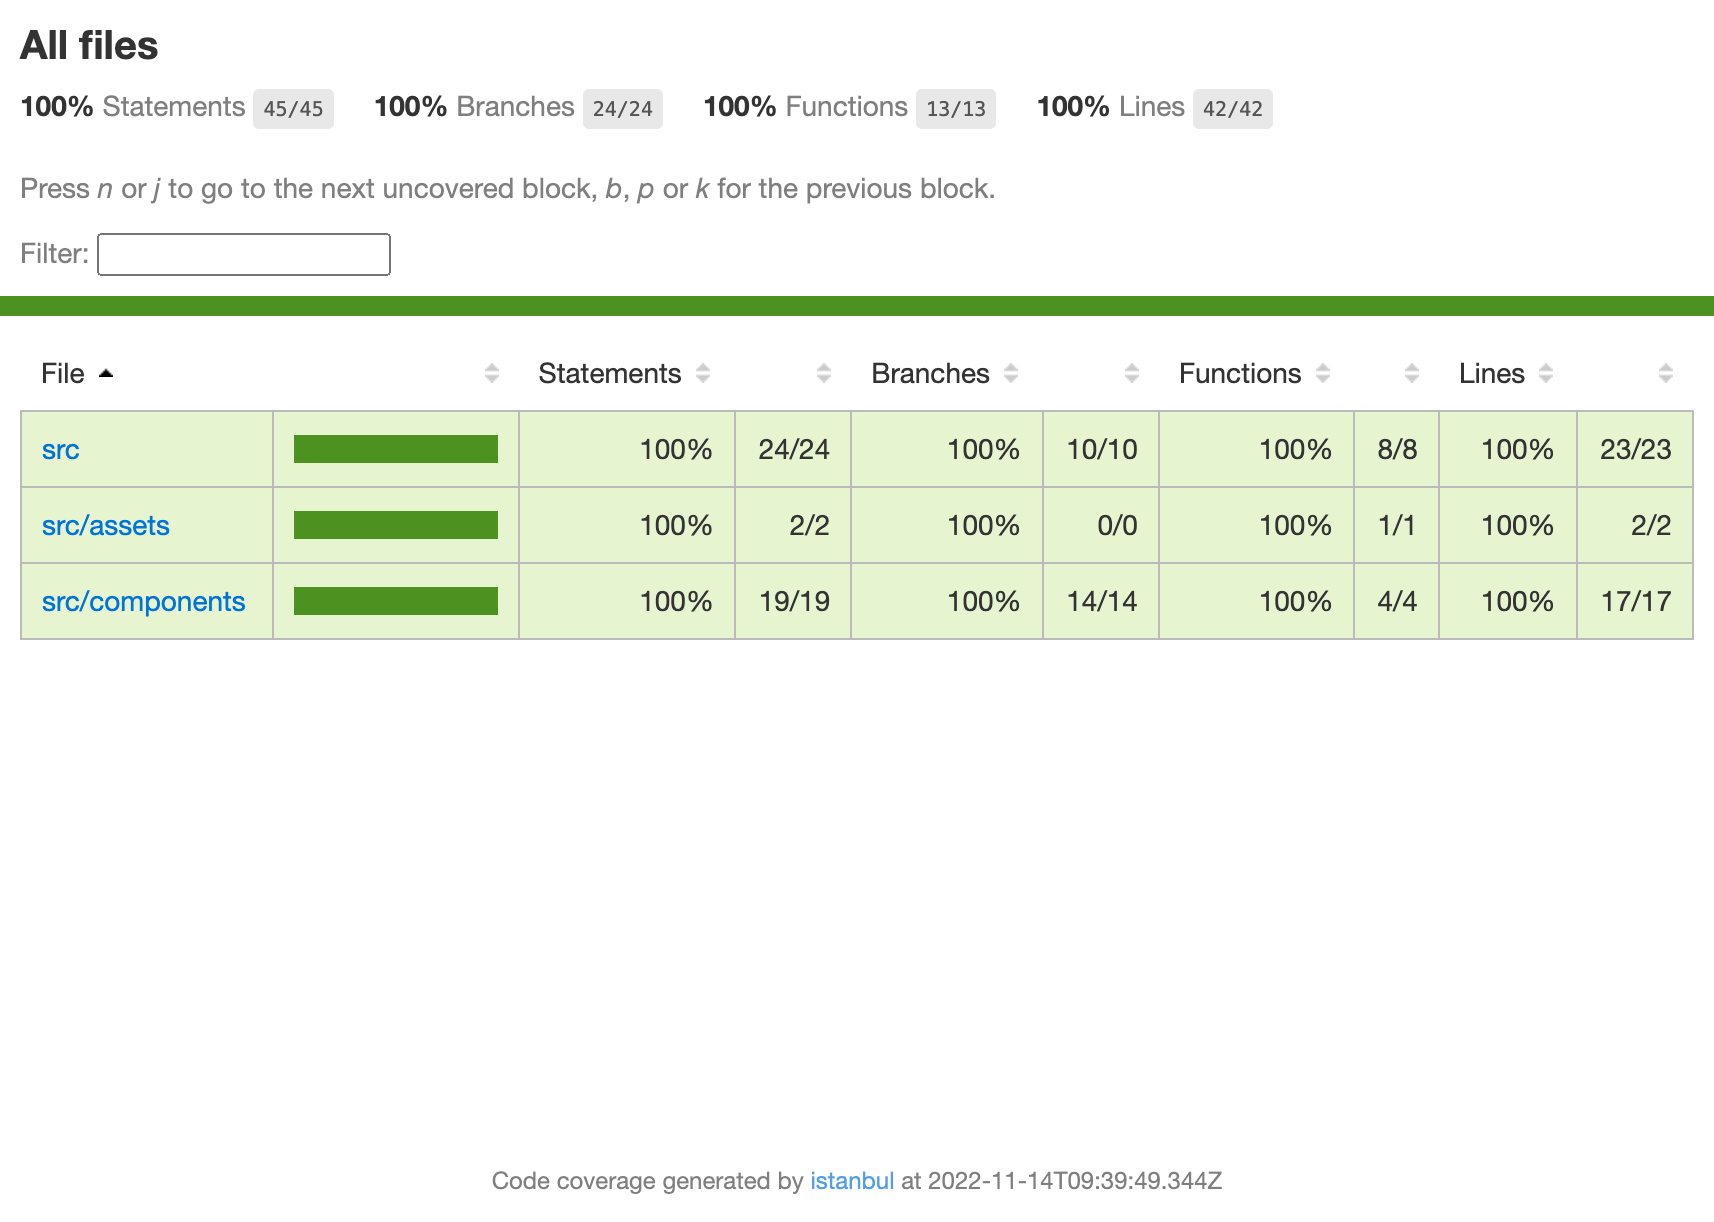 All files
100% Statements 45/45 100% Branches 24/24 100% Functions 13/13 100% Lines 42/42
Press n or j to go to the next uncovered block, b, p or k for the previous block.
Filter:
File Statements Branches Functions Lines
src 100% 24/24 100% 10/10 100% 8/8 100% 23/23
src/assets 100% 2/2 100% 0/0 100% 1/1 100% 2/2
src/components 100% 19/19 100% 14/14 100% 4/4 100% 17/17
Code coverage generated by istanbul at 2022-11-14T09:39:49.344Z